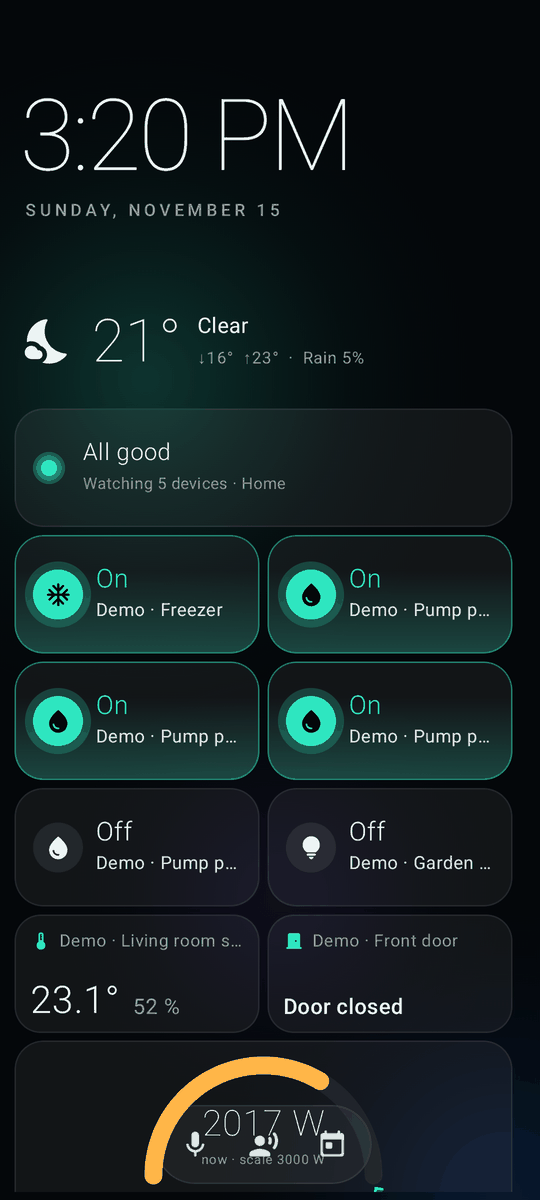 3:20 PM
SUNDAY, NOVEMBER 15
21° Clear
↓16° ↑23° · Rain 5%
All good
Watching 5 devices · Home
On
Demo · Freezer
On
Demo · Pump p…
On
Demo · Pump p…
On
Demo · Pump p…
Off
Demo · Pump p…
Off
Demo · Garden …
Demo · Living room s…
23.1° 52 %
Demo · Front door
Door closed
2017 W
now · scale 3000 W